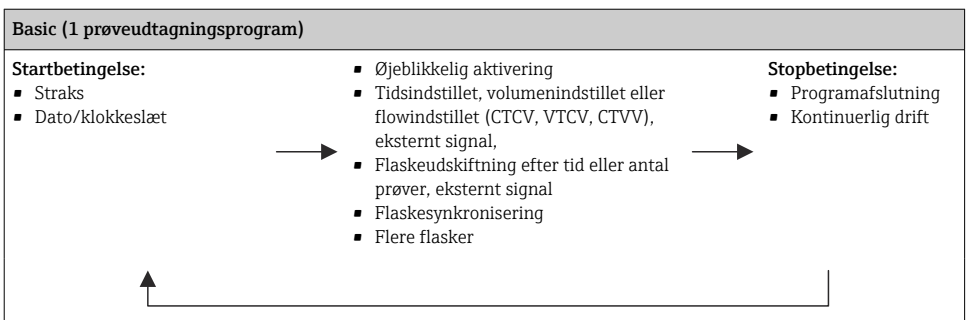 Basic (1 prøveudtagningsprogram)
Startbetingelse:
▪ Straks
▪ Dato/klokkeslæt
▪ Øjeblikkelig aktivering
▪ Tidsindstillet, volumenindstillet eller
flowindstillet (CTCV, VTCV, CTVV),
eksternt signal,
▪ Flaskeudskiftning efter tid eller antal
prøver, eksternt signal
▪ Flaskesynkronisering
▪ Flere flasker
Stopbetingelse:
▪ Programafslutning
▪ Kontinuerlig drift